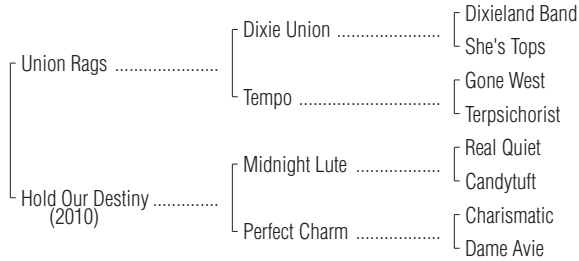 Dixieland Band
Dixie Union ......................
She's Tops
Union Rags ......................
Gone West
Tempo ..............................
Terpsichorist
Real Quiet
Midnight Lute ..................
Candytuft
Hold Our Destiny ..............
(2010)
Charismatic
Perfect Charm ..................
Dame Avie